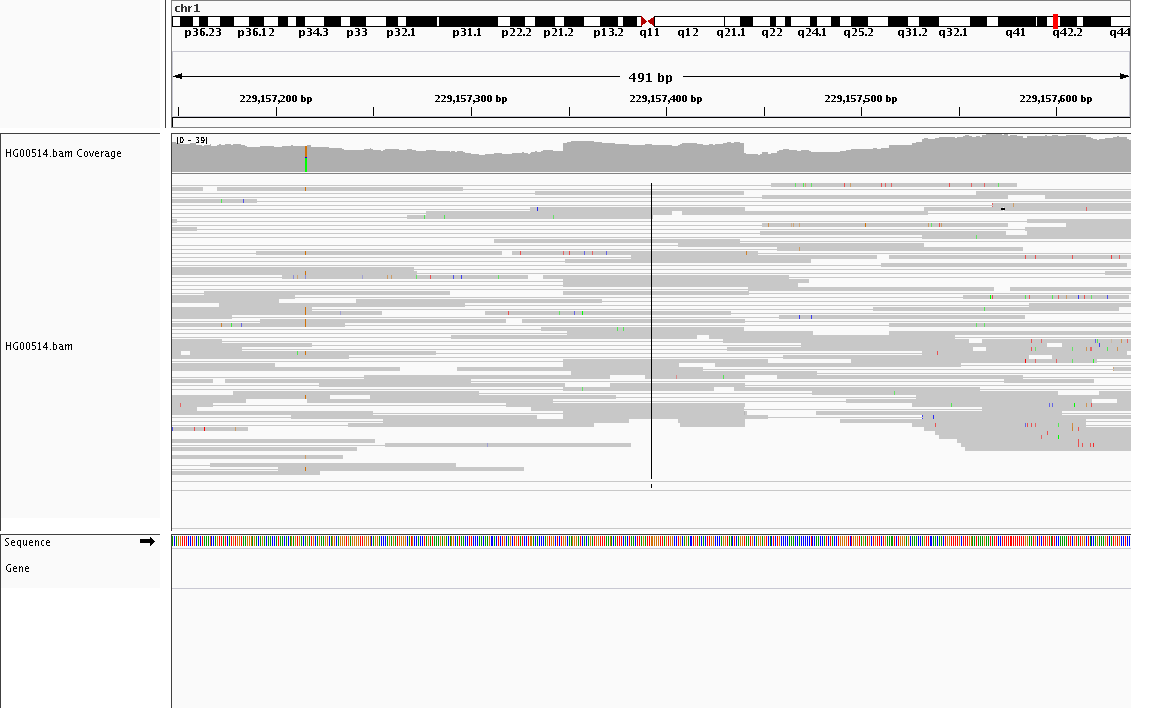 chr1
p36.23 p36.12 p34.3 p33 p32.1 p31.1 p22.2 p21.2 p13.2 q11 q12 q21.1 q22 q24.1 q25.2 q31.2 q32.1 q41 q42.2 q44
491 bp
229,157,200 bp 229,157,300 bp 229,157,400 bp 229,157,500 bp 229,157,600 bp
[0 - 39]
HG00514.bam Coverage
HG00514.bam
Sequence
Gene